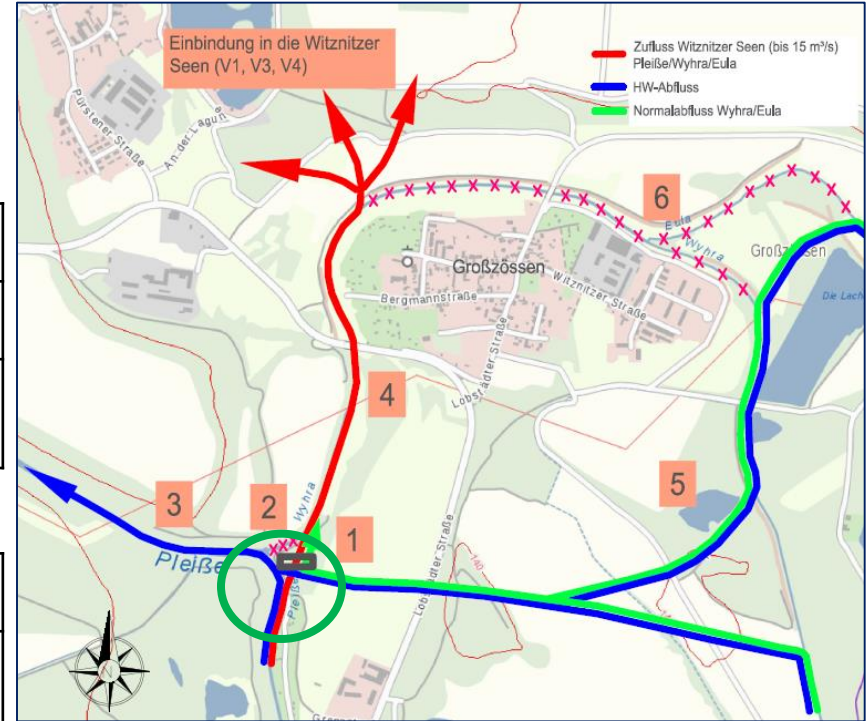 Einbindung in die Witznitzer
Seen (V1, V3, V4)
Zufluss Witznitzer Seen (bis 15 m³/s)
Pleiße/Wyhra/Eula
HW-Abfluss
Normalabfluss Wyhra/Eula
Pürstener Straße
An der Lagune
6
Eula
Wyhra
Großzössen
Großzössen
Witznitzer Straße
Bergmannstraße
Lobstädter Straße
4
5
3
2
Wyhra
1
Pleiße
Pleiße
Lobstädter Straße
140